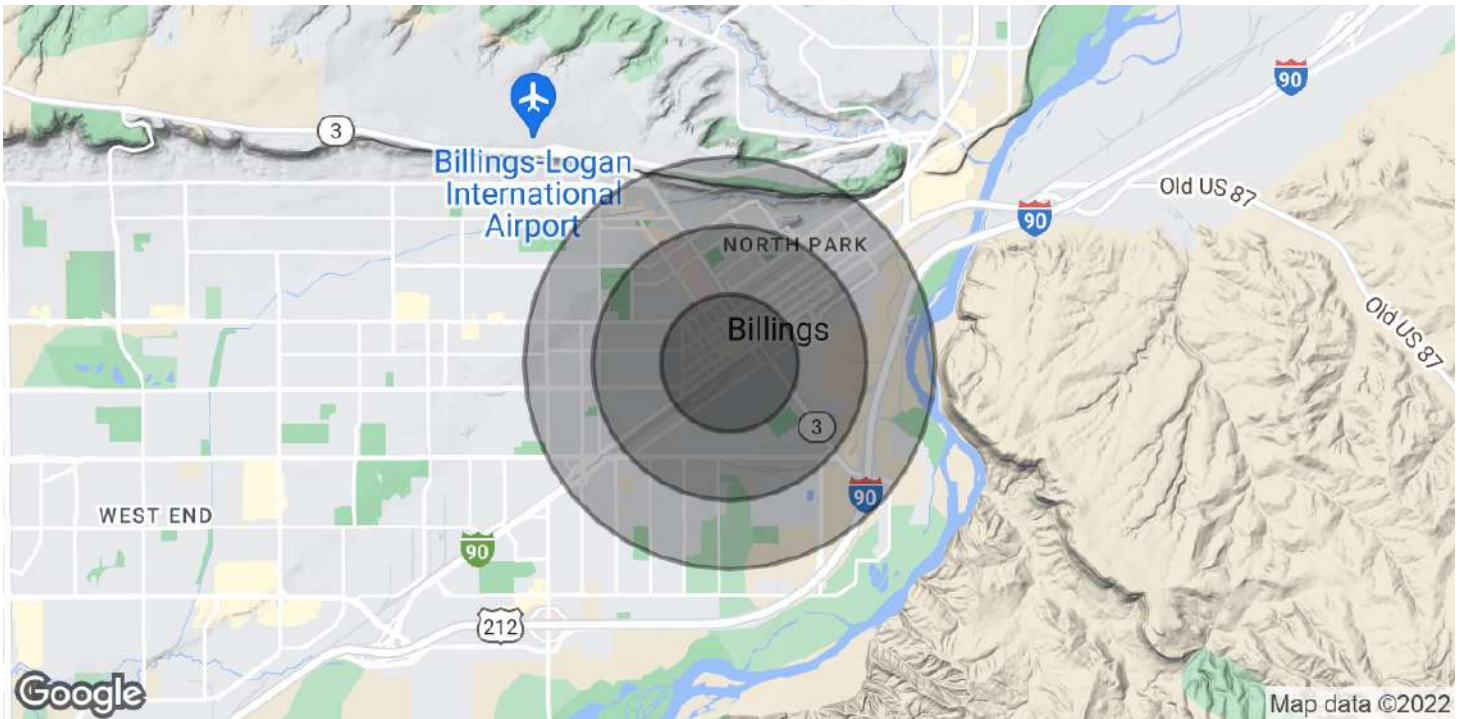 90
3
Billings-Logan
International
Airport
Old US 87
90
NORTH PARK
Old US 87
Billings
3
90
WEST END
90
212
Google
Map data ©2022